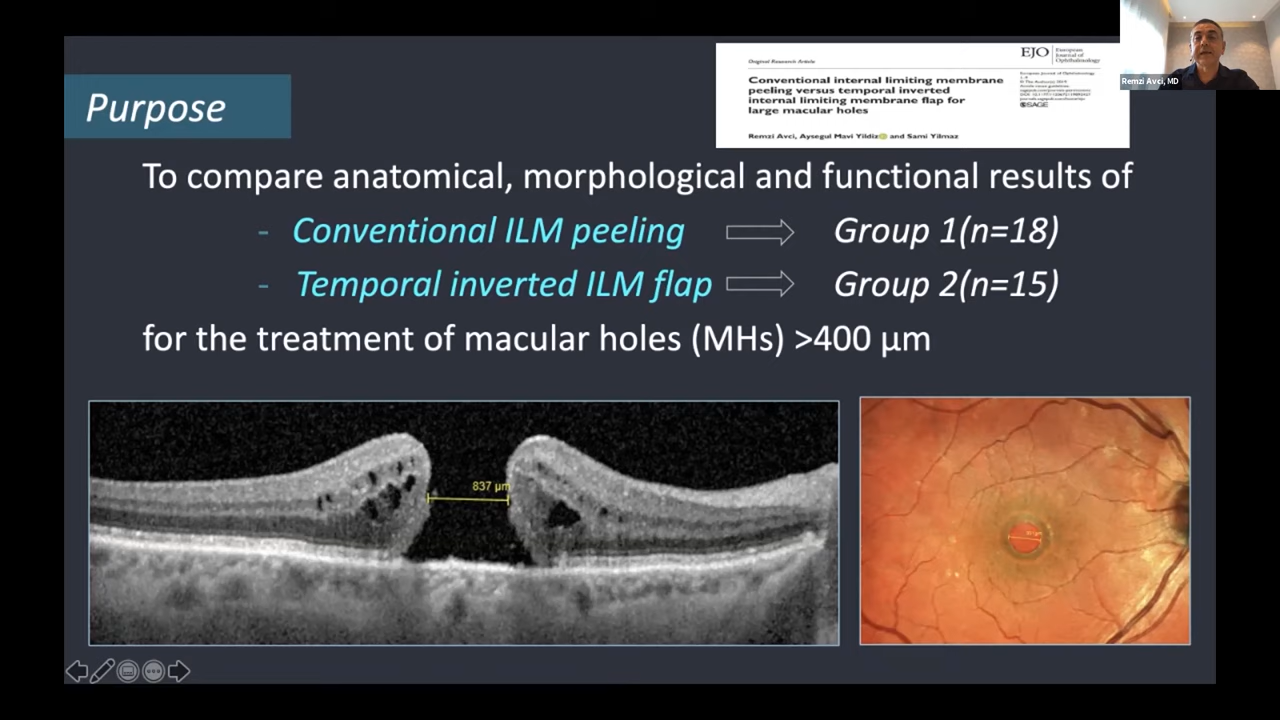 Purpose
Original Research Article
EJO
European
Journal of
Ophthalmology
Conventional internal limiting membrane
peeling versus temporal inverted
internal limiting membrane flap for
large macular holes
SAGE
Remzi Avci, Aysegul Mavi Yildiz and Sami Yilmaz
Remzi Avci, MD
To compare anatomical, morphological and functional results of
- Conventional ILM peeling Group 1(n=18)
- Temporal inverted ILM flap Group 2(n=15)
for the treatment of macular holes (MHs) >400 µm
837 µm